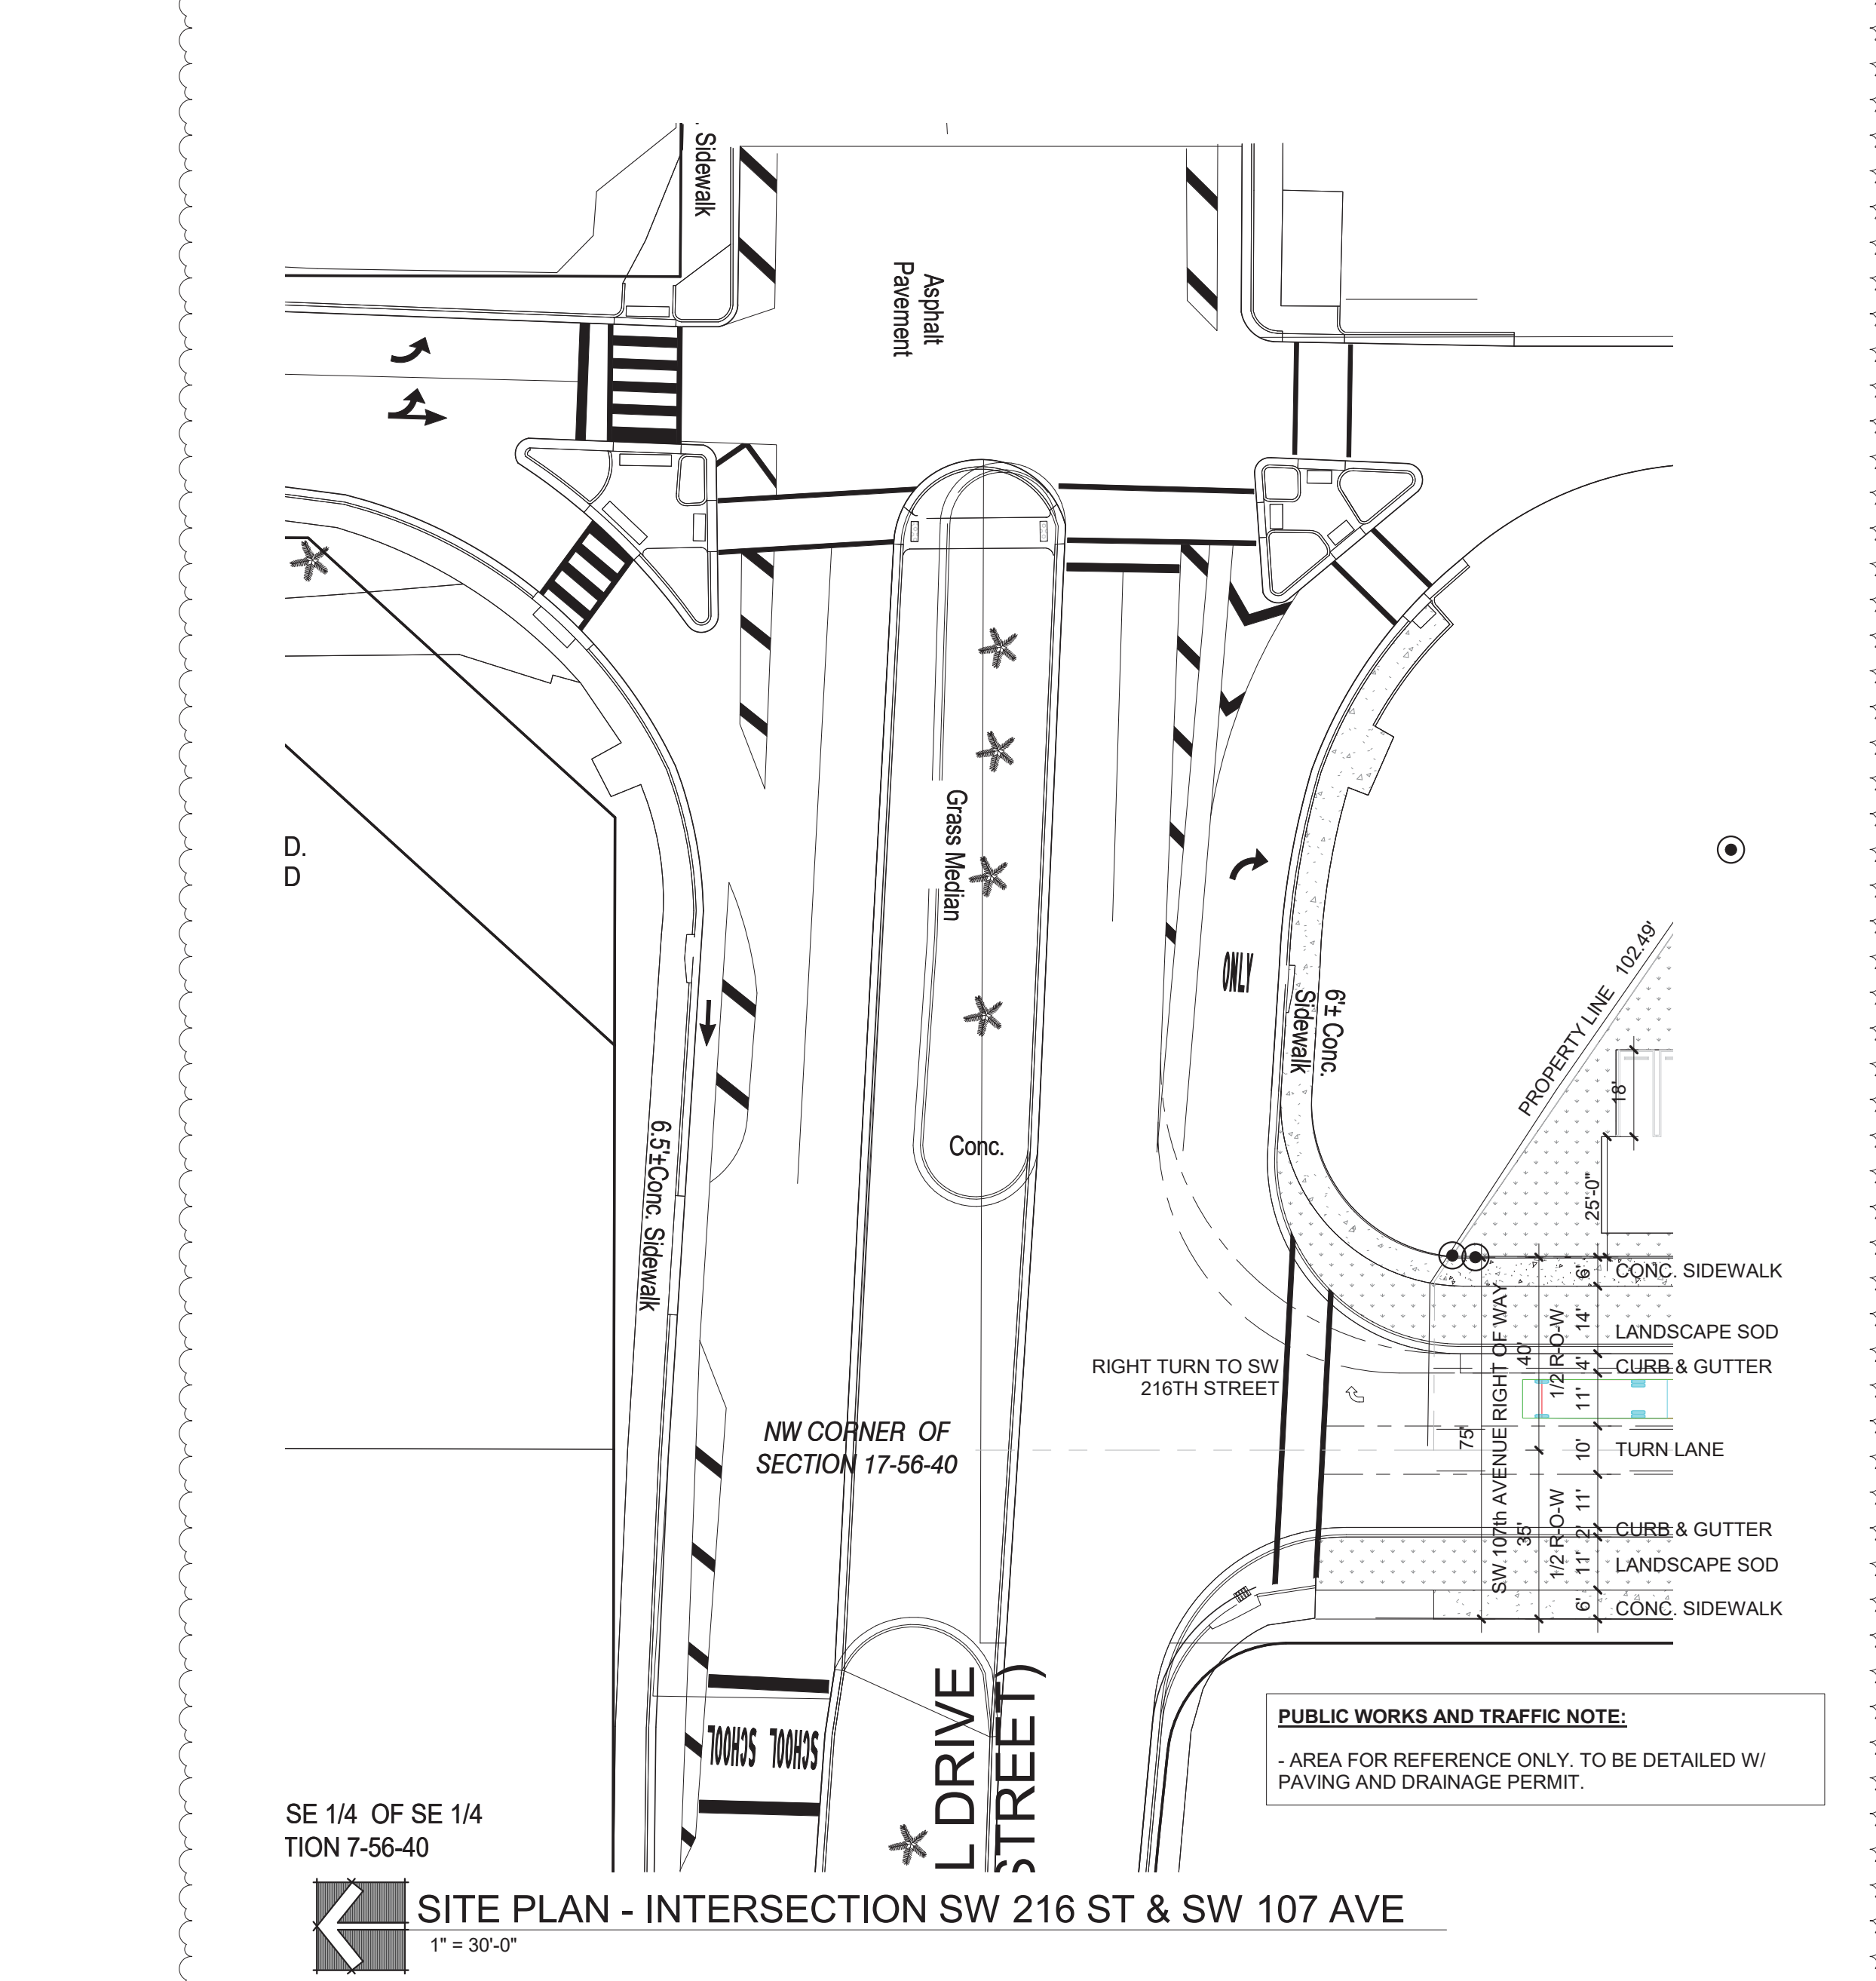 Sidewalk
Asphalt
Pavement
Grass Median
D.
D
ONLY
6'± Conc.
Sidewalk
PROPERTY LINE 102.49'
18'
25'-0"
Conc.
6.5'±Conc. Sidewalk
6'
CONC. SIDEWALK
14'
LANDSCAPE SOD
4'
CURB & GUTTER
11'
10'
TURN LANE
11'
2'
CURB & GUTTER
11'
LANDSCAPE SOD
6'
CONC. SIDEWALK
40'
1/2 R-O-W
75'
SW 107th AVENUE RIGHT OF WAY
35'
1/2 R-O-W
RIGHT TURN TO SW
216TH STREET
NW CORNER OF
SECTION 17-56-40
L DRIVE
STREET)
SCHOOL SCHOOL
PUBLIC WORKS AND TRAFFIC NOTE:
- AREA FOR REFERENCE ONLY. TO BE DETAILED W/
PAVING AND DRAINAGE PERMIT.
SE 1/4 OF SE 1/4
TION 7-56-40
SITE PLAN - INTERSECTION SW 216 ST & SW 107 AVE
1" = 30'-0"